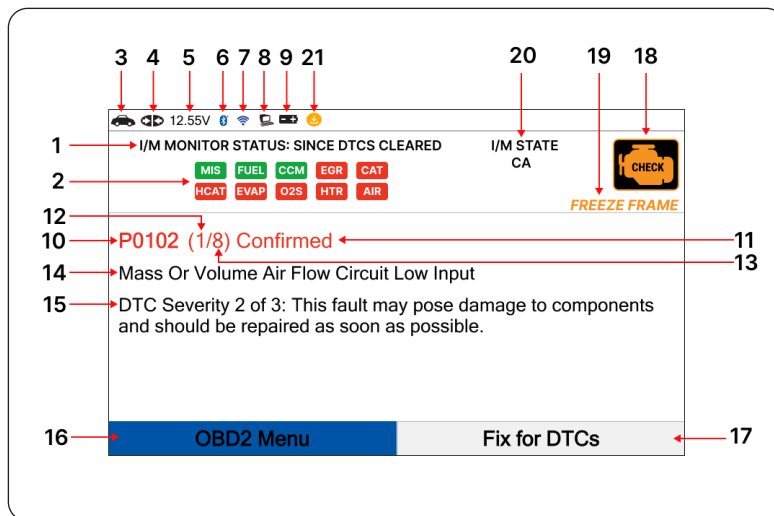 3 4 5 6 7 8 9 21 20 19 18
12.55V
1 I/M MONITOR STATUS: SINCE DTCS CLEARED I/M STATE
CA
CHECK
2 MIS FUEL CCM EGR CAT
HCAT EVAP O2S HTR AIR
FREEZE FRAME
12
10 P0102 (1/8) Confirmed 11
13
14 Mass Or Volume Air Flow Circuit Low Input
15 DTC Severity 2 of 3: This fault may pose damage to components
and should be repaired as soon as possible.
16 OBD2 Menu Fix for DTCs 17